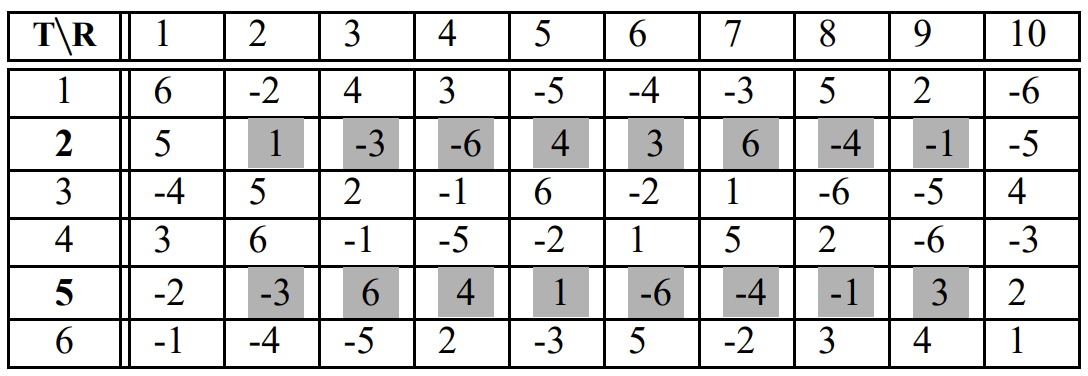 T\R 1 2 3 4 5 6 7 8 9 10
1 6 -2 4 3 -5 -4 -3 5 2 -6
2 5 1 -3 -6 4 3 6 -4 -1 -5
3 -4 5 2 -1 6 -2 1 -6 -5 4
4 3 6 -1 -5 -2 1 5 2 -6 -3
5 -2 -3 6 4 1 -6 -4 -1 3 2
6 -1 -4 -5 2 -3 5 -2 3 4 1